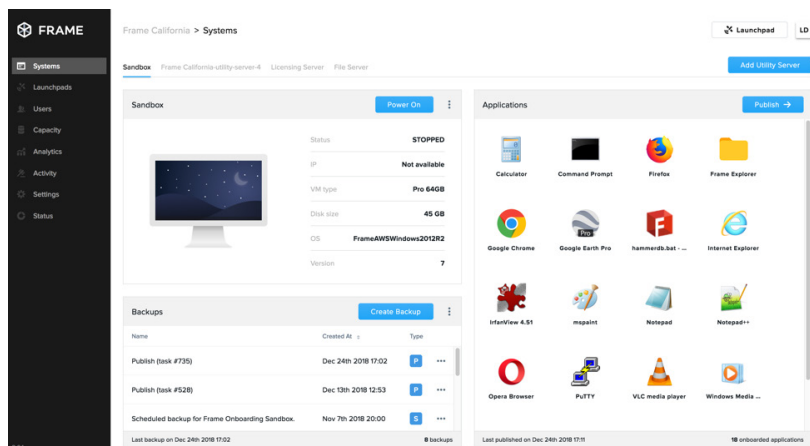 FRAME
Systems
Launchpads
Users
Capacity
Analytics
Activity
Settings
Status
Frame California > Systems
Launchpad
LD
Sandbox Frame California-utility-server-4 Licensing Server File Server
Add Utility Server
Sandbox
Power On
Status STOPPED
IP Not available
VM type Pro 64GB
Disk size 45 GB
OS FrameAWSWindows2012R2
Version 7
Backups
Create Backup
Name Created At Type
Publish (task #735) Dec 24th 2018 17:02 P
Publish (task #528) Dec 13th 2018 12:53 P
Scheduled backup for Frame Onboarding Sandbox. Nov 7th 2018 20:00 S
Last backup on Dec 24th 2018 17:02 8 backups
Applications
Publish →
Calculator Command Prompt Firefox Frame Explorer
Pro
Google Chrome Google Earth Pro hammerdb.bat - ... Internet Explorer
IrfanView 4.51 mspaint Notepad Notepad++
Opera Browser PuTTY VLC media player Windows Media ...
Last published on Dec 24th 2018 17:11 18 onboarded applications